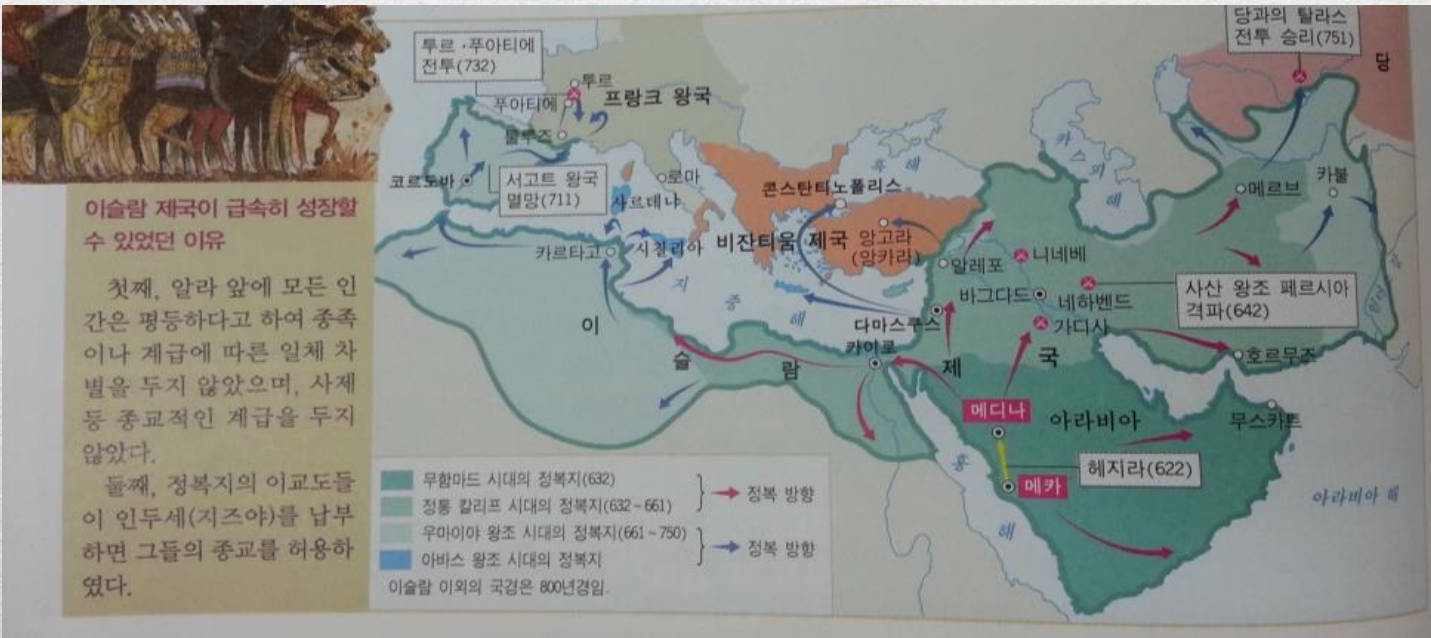 이슬람 제국이 급속히 성장할
수 있었던 이유
첫째, 알라 앞에 모든 인
간은 평등하다고 하여 종족
이나 계급에 따른 일체 차
별을 두지 않았으며, 사제
등 종교적인 계급을 두지
않았다.
둘째, 정복지의 이교도들
이 인두세(지즈야)를 납부
하면 그들의 종교를 허용하
였다.
투르·푸아티에
전투(732)
투르
푸아티에
프랑크 왕국
툴루즈
코르도바
서고트 왕국
멸망(711)
로마
사르데냐
카르타고
시칠리아
콘스탄티노폴리스
비잔티움 제국
앙고라
(앙카라)
흑해
카스피해
지중해
당과의 탈라스
전투 승리(751)
당
메르브
카불
알레포
니네베
바그다드
네하벤드
사산 왕조 페르시아
격파(642)
가디사
다마스쿠스
카이로
호르무즈
이슬람 제국
메디나
아라비아
무스카트
헤지라(622)
메카
홍해
아라비아 해
무함마드 시대의 정복지(632)
정통 칼리프 시대의 정복지(632~661)
정복 방향
우마이야 왕조 시대의 정복지(661~750)
아바스 왕조 시대의 정복지
정복 방향
이슬람 이외의 국경은 800년경임.